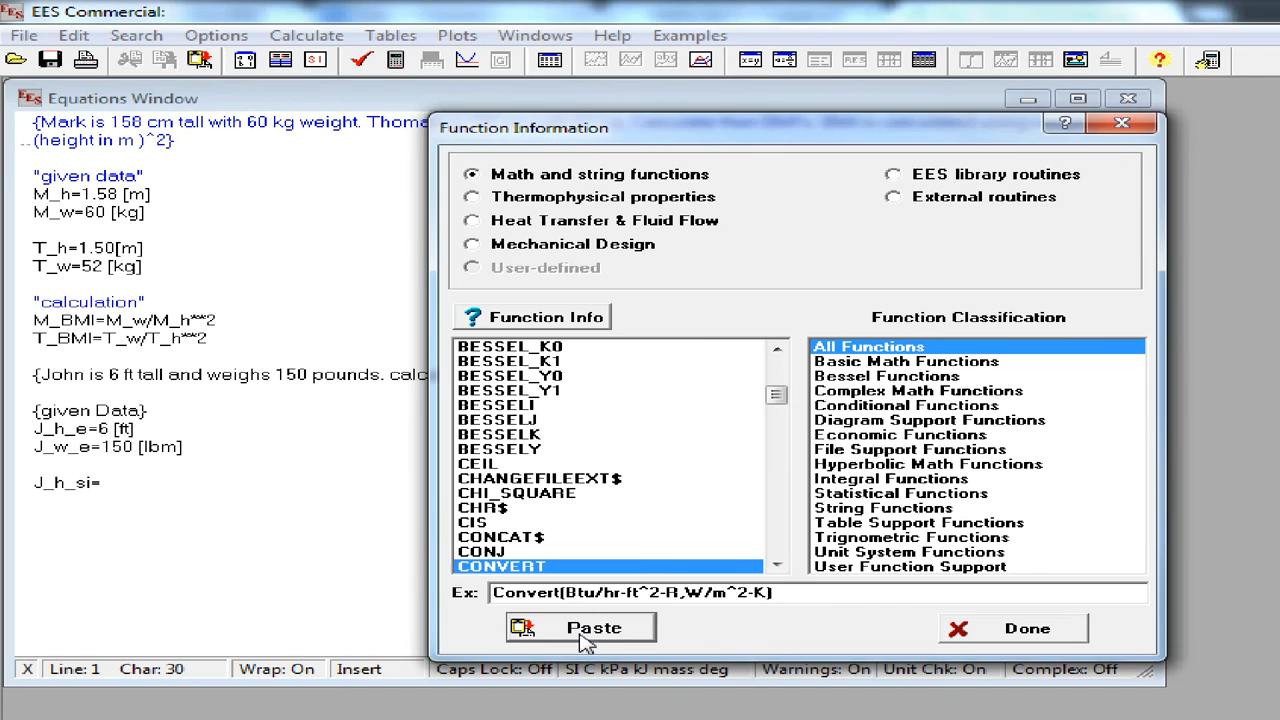 EES Commercial:
File Edit Search Options Calculate Tables Plots Windows Help Examples
Equations Window
{Mark is 158 cm tall with 60 kg weight. Thoma
(height in m )^2}
"given data"
M_h=1.58 [m]
M_w=60 [kg]
T_h=1.50[m]
T_w=52 [kg]
"calculation"
M_BMI=M_w/M_h**2
T_BMI=T_w/T_h**2
{John is 6 ft tall and weighs 150 pounds. calc
{given Data}
J_h_e=6 [ft]
J_w_e=150 [lbm]
J_h_si=
Function Information
Math and string functions
Thermophysical properties
Heat Transfer & Fluid Flow
Mechanical Design
User-defined
EES library routines
External routines
? Function Info
Function Classification
BESSEL_K0
BESSEL_K1
BESSEL_Y0
BESSEL_Y1
BESSELI
BESSELJ
BESSELK
BESSELY
CEIL
CHANGEFILEEXT$
CHI_SQUARE
CHR$
CIS
CONCAT$
CONJ
CONVERT
All Functions
Basic Math Functions
Bessel Functions
Complex Math Functions
Conditional Functions
Diagram Support Functions
Economic Functions
File Support Functions
Hyperbolic Math Functions
Integral Functions
Statistical Functions
String Functions
Table Support Functions
Trignometric Functions
Unit System Functions
User Function Support
Ex: Convert(Btu/hr-ft^2-R,W/m^2-K)
Paste
Done
X Line: 1 Char: 30 Wrap: On Insert Caps Lock: Off SI C kPa kJ mass deg Warnings: On Unit Chk: On Complex: Off